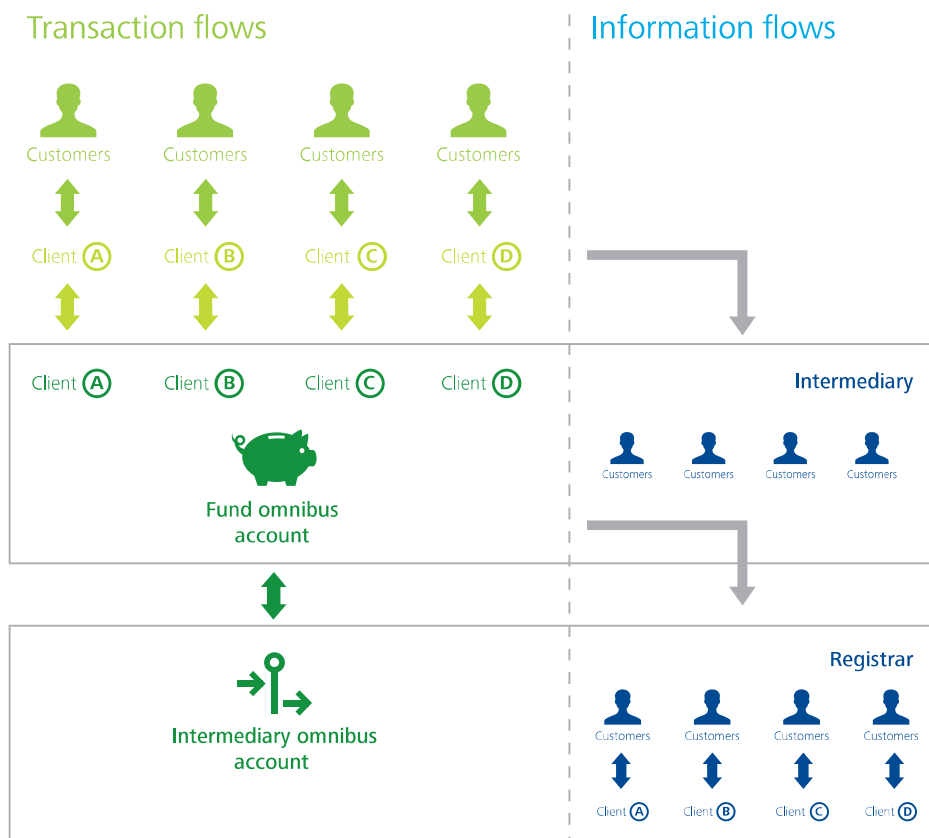 Transaction flows
Information flows
Customers Customers Customers Customers
Client A Client B Client C Client D
Client A Client B Client C Client D
Intermediary
Customers Customers Customers Customers
Fund omnibus
account
Registrar
Intermediary omnibus
account
Customers Customers Customers Customers
Client A Client B Client C Client D